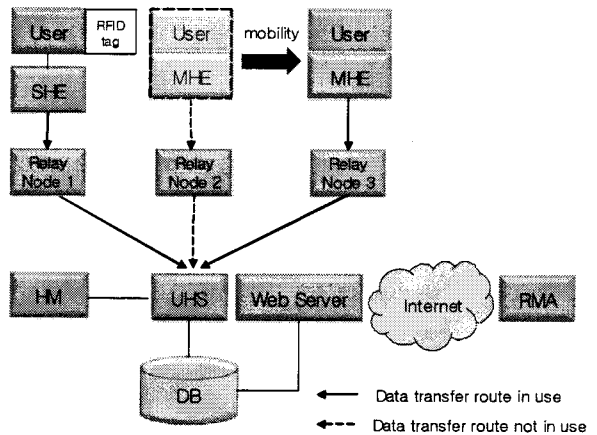 User
RFID
tag
User
mobility
User
SHE
MHE
MHE
Relay
Node 1
Relay
Node 2
Relay
Node 3
HM
UHS
Web Server
Internet
RMA
DB
Data transfer route in use
Data transfer route not in use